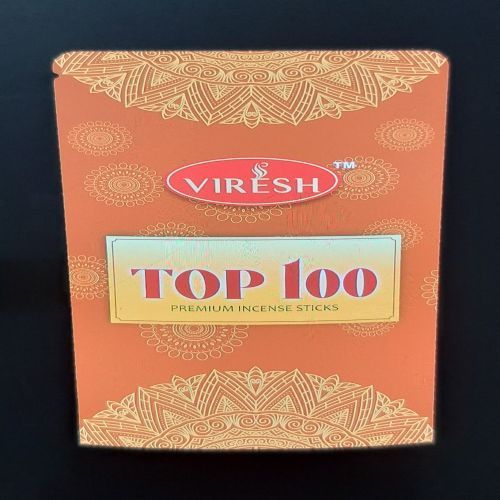 VIRESH™
TOP 100
PREMIUM INCENSE STICKS